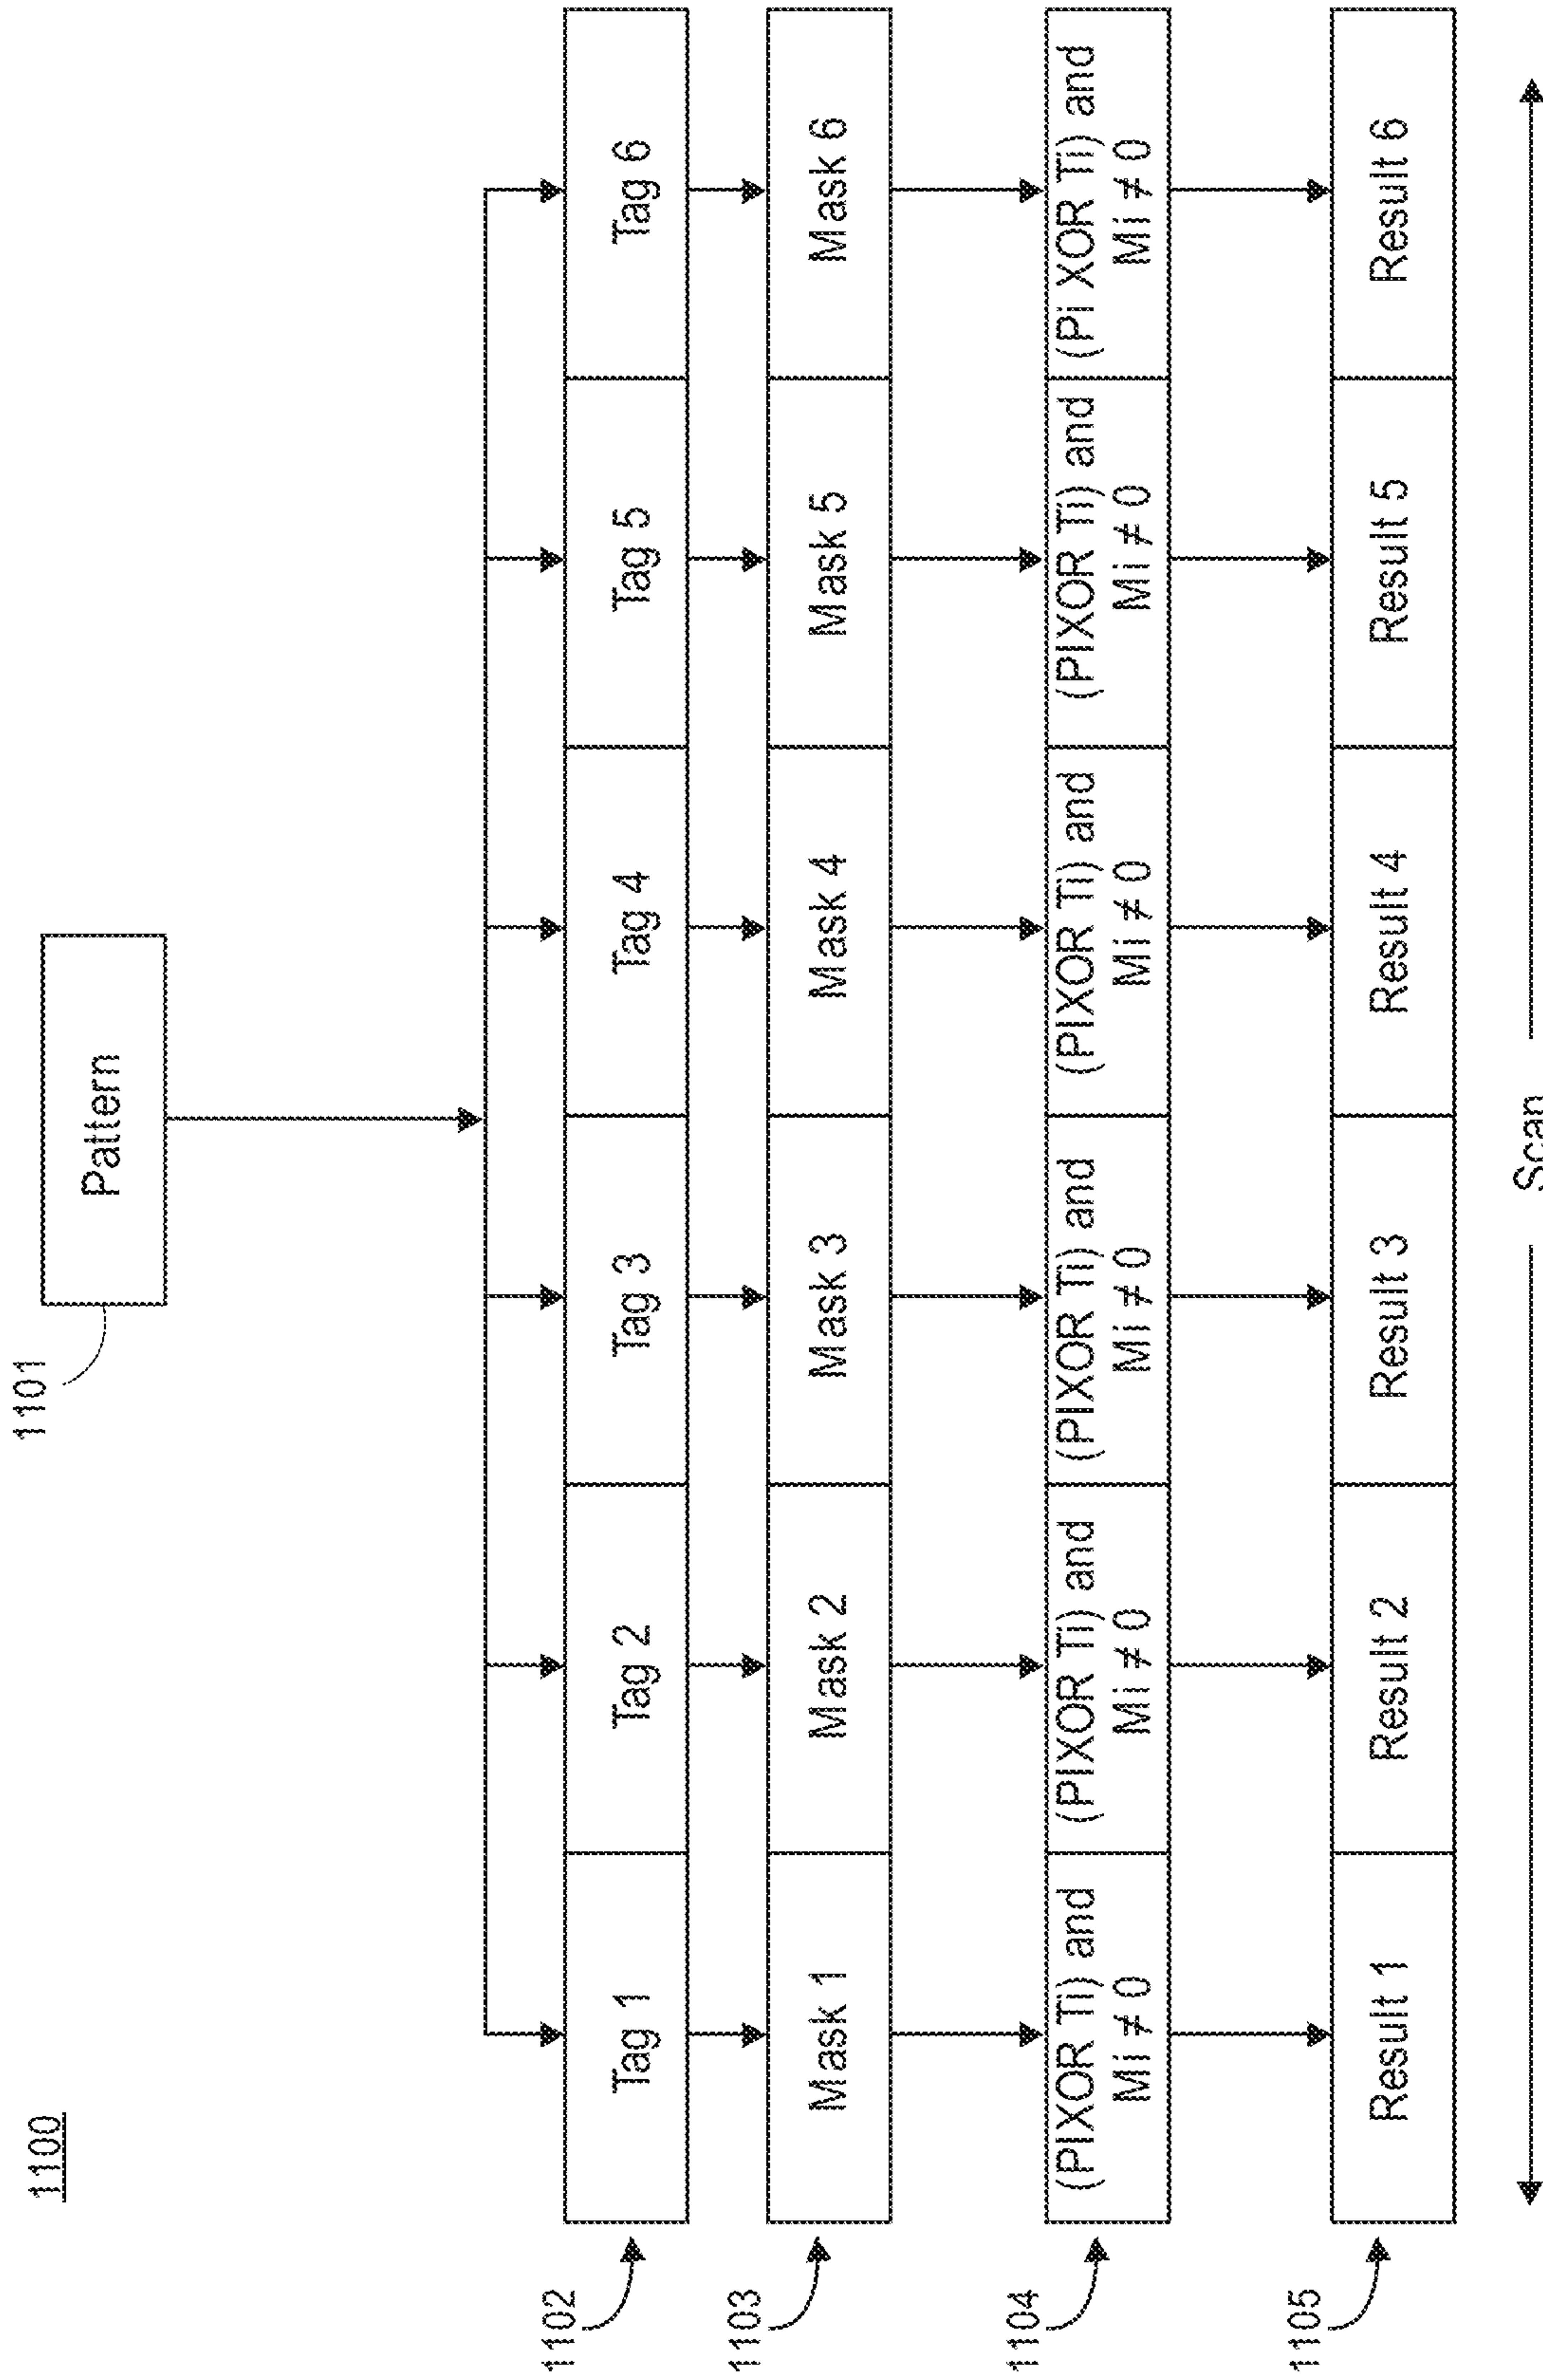 1100
1101
Pattern
1102
Tag 1
Tag 2
Tag 3
Tag 4
Tag 5
Tag 6
1103
Mask 1
Mask 2
Mask 3
Mask 4
Mask 5
Mask 6
1104
(PIXOR Ti) and
Mi ≠ 0
(PIXOR Ti) and
Mi ≠ 0
(PIXOR Ti) and
Mi ≠ 0
(PIXOR Ti) and
Mi ≠ 0
(PIXOR Ti) and
Mi ≠ 0
(Pi XOR Ti) and
Mi ≠ 0
1105
Result 1
Result 2
Result 3
Result 4
Result 5
Result 6
Scan